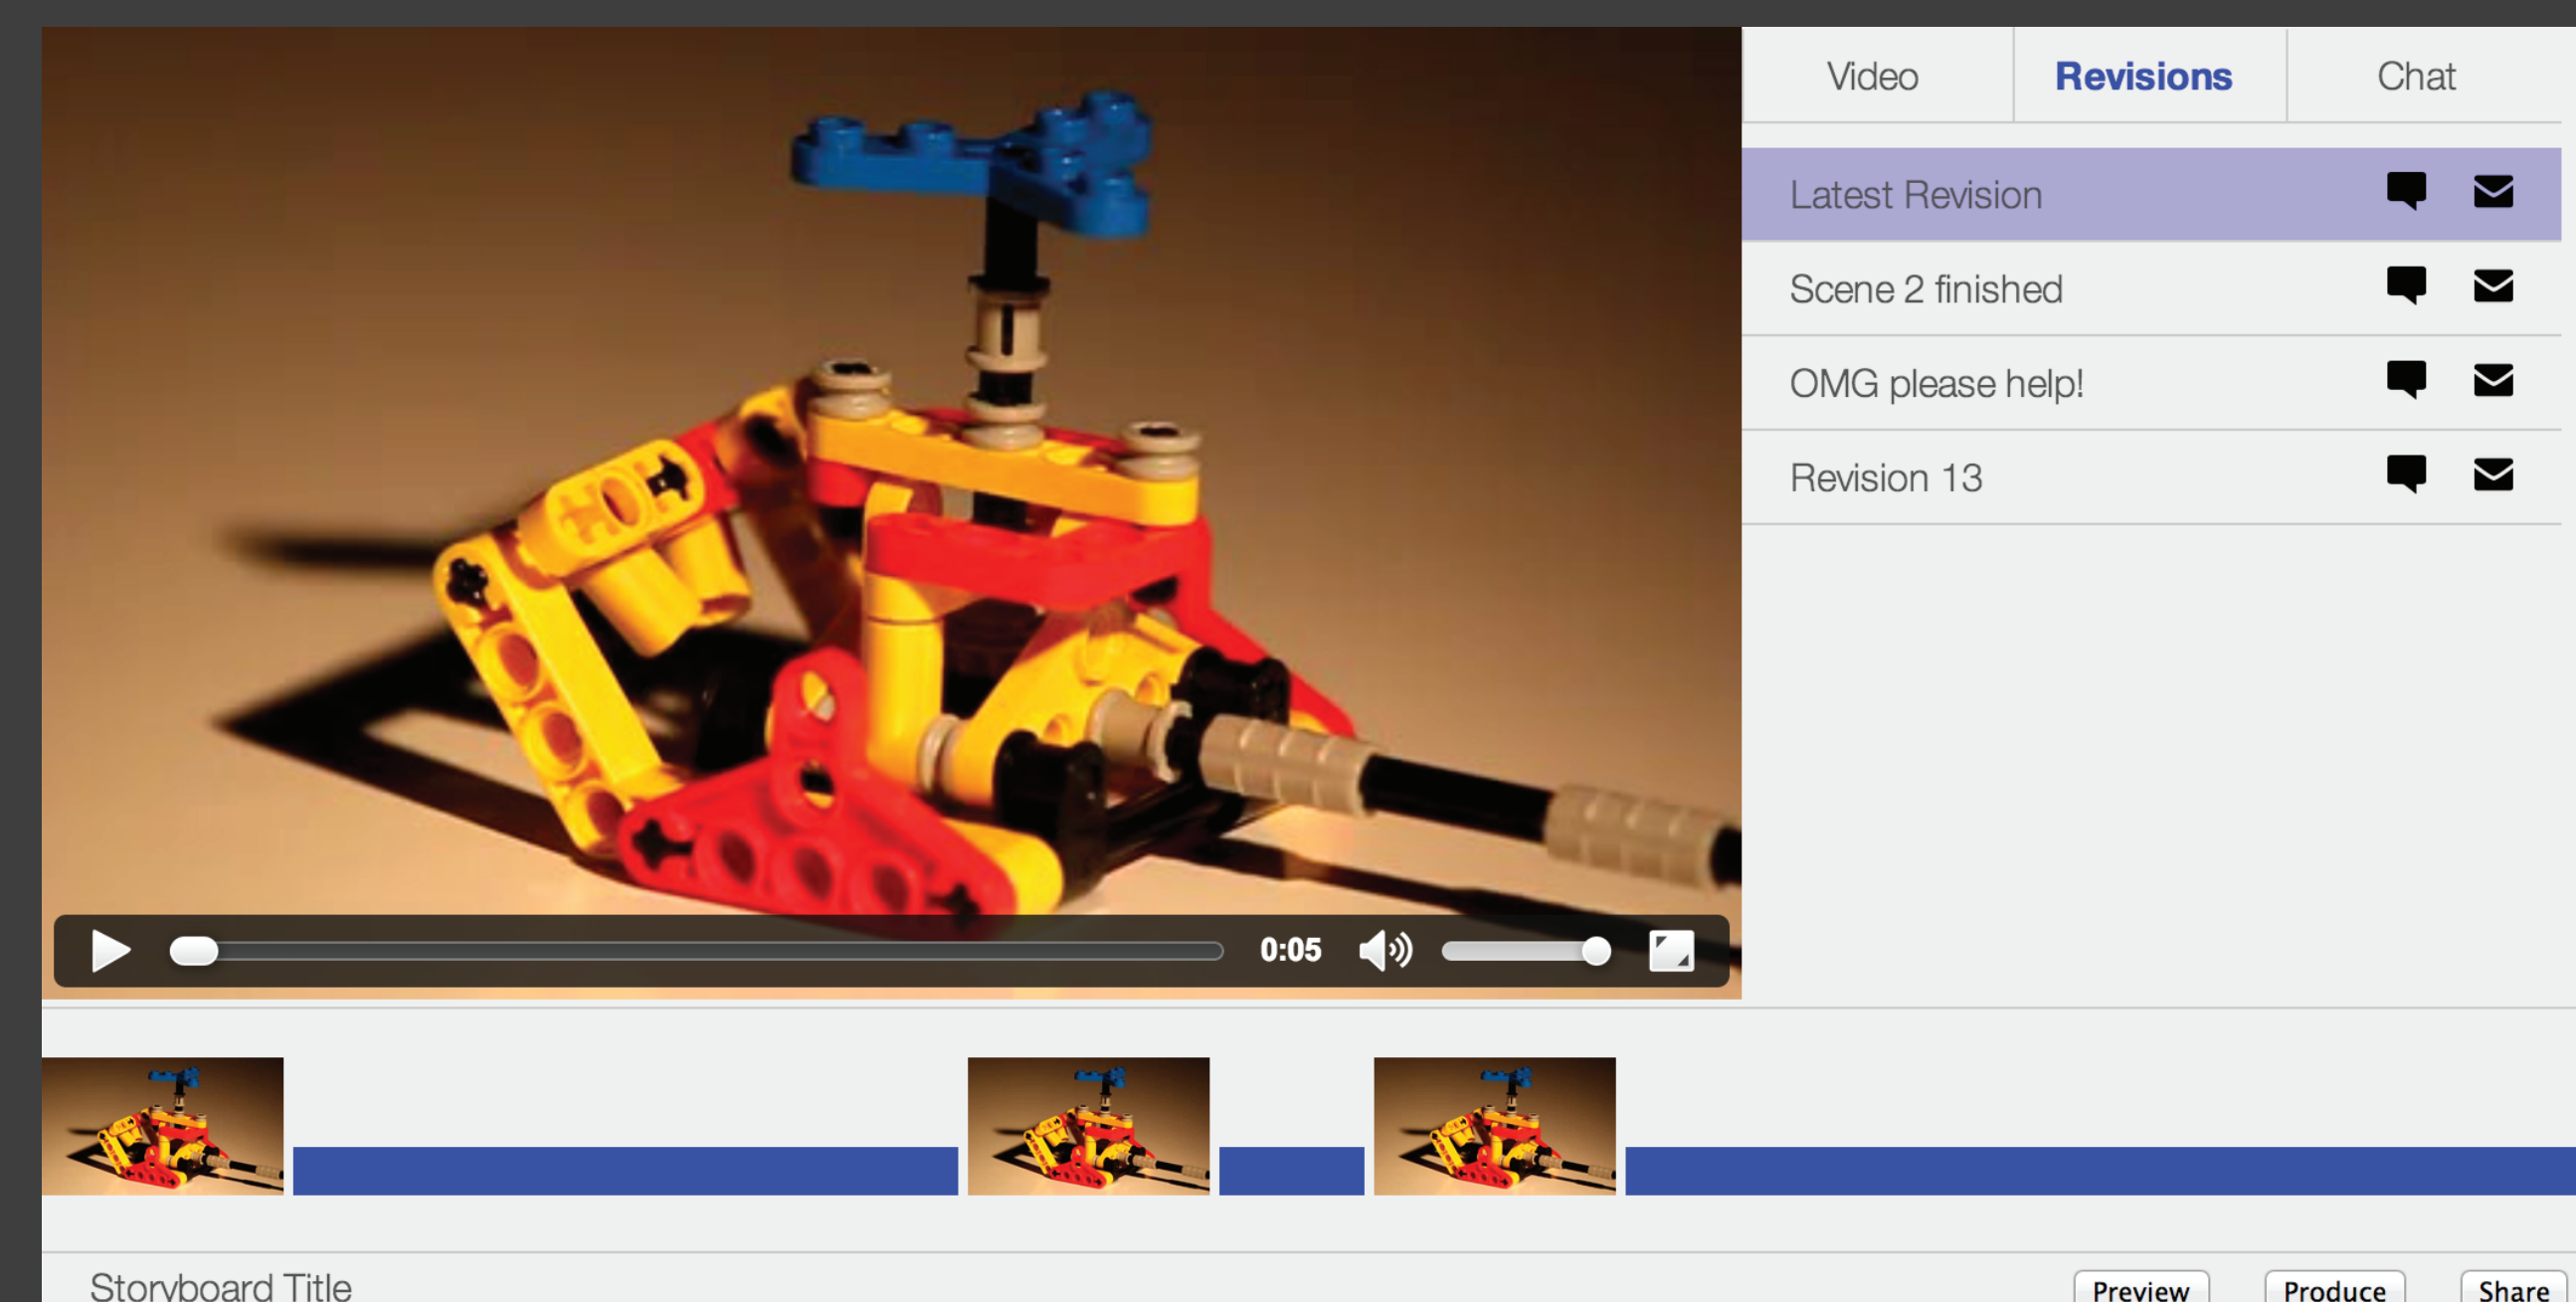 Video Revisions Chat
Latest Revision
Scene 2 finished
OMG please help!
Revision 13
0:05
Storyboard Title
Preview Produce Share